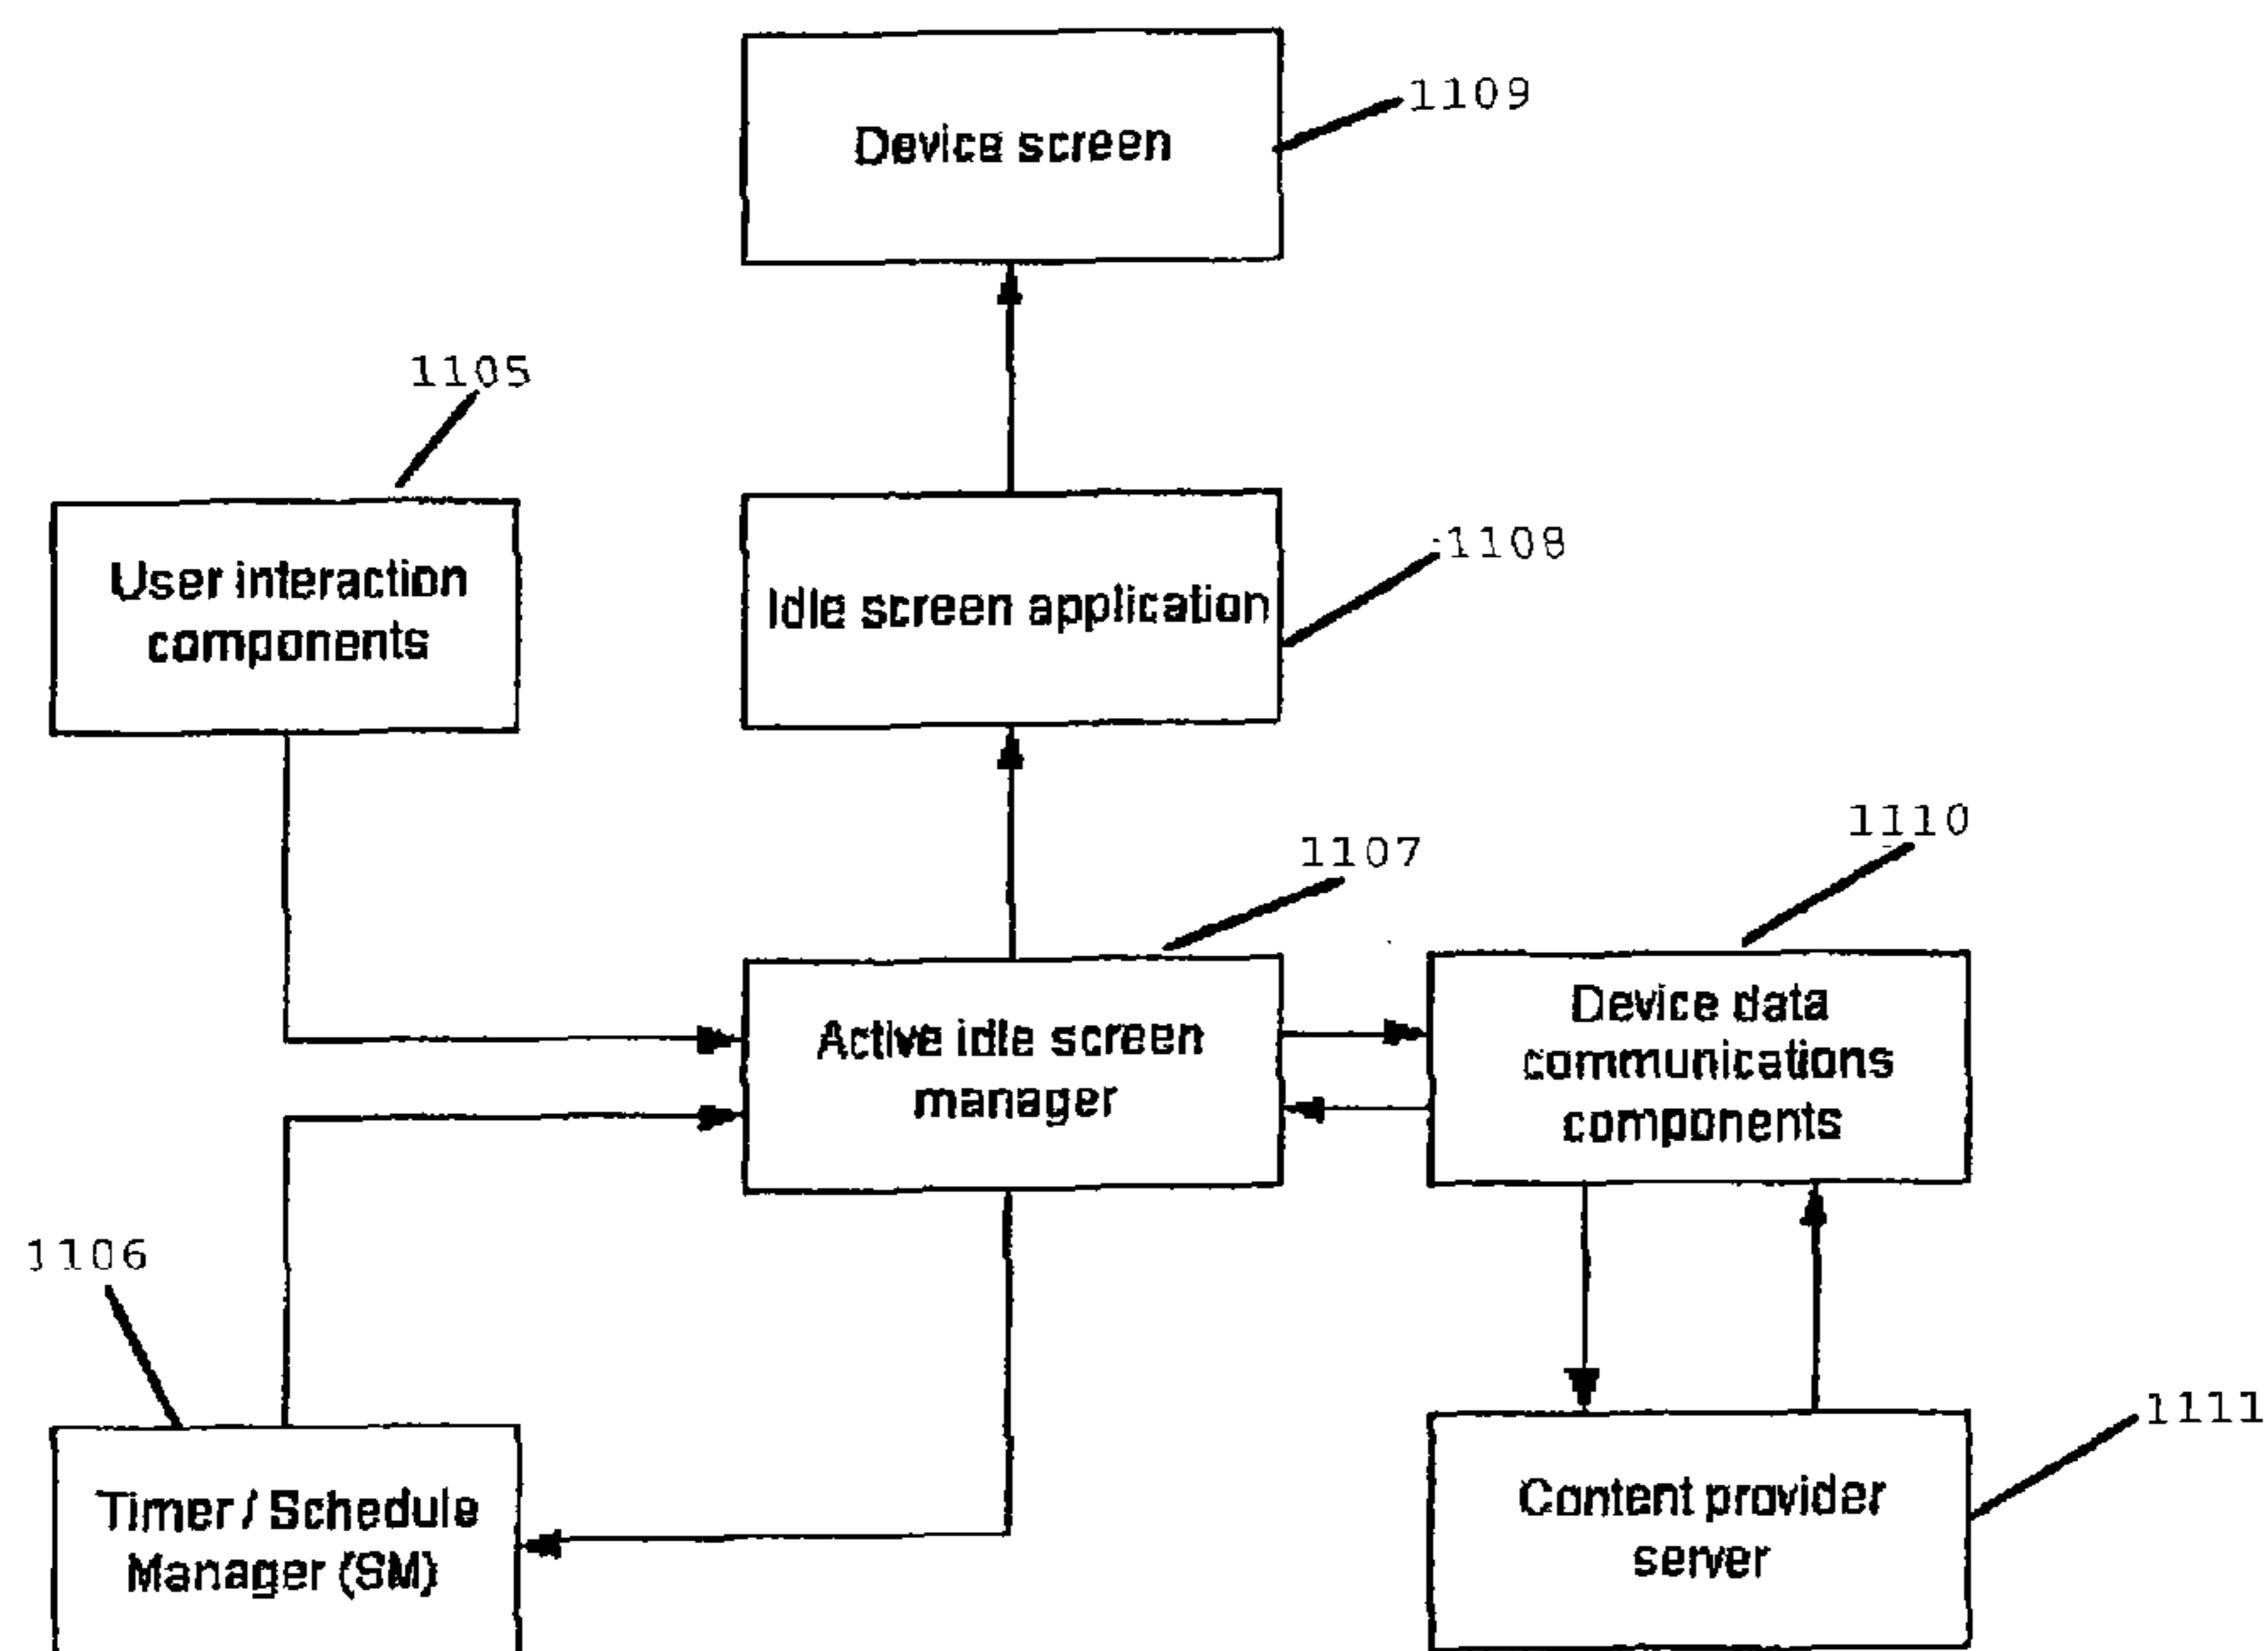 1109
Device screen
1105
1108
User interaction
components
Idle screen application
1107
1110
Active idle screen
manager
Device data
communications
components
1106
1111
Timer / Schedule
Manager (SM)
Content provider
server